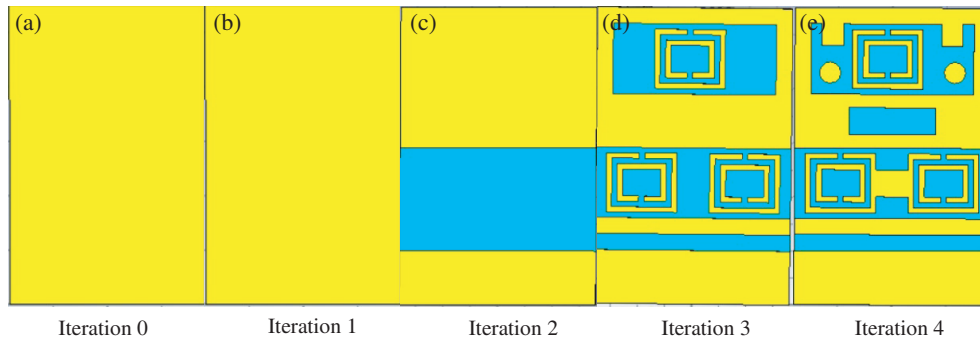 (a) (b) (c) (d) (e)
Iteration 0 Iteration 1 Iteration 2 Iteration 3 Iteration 4